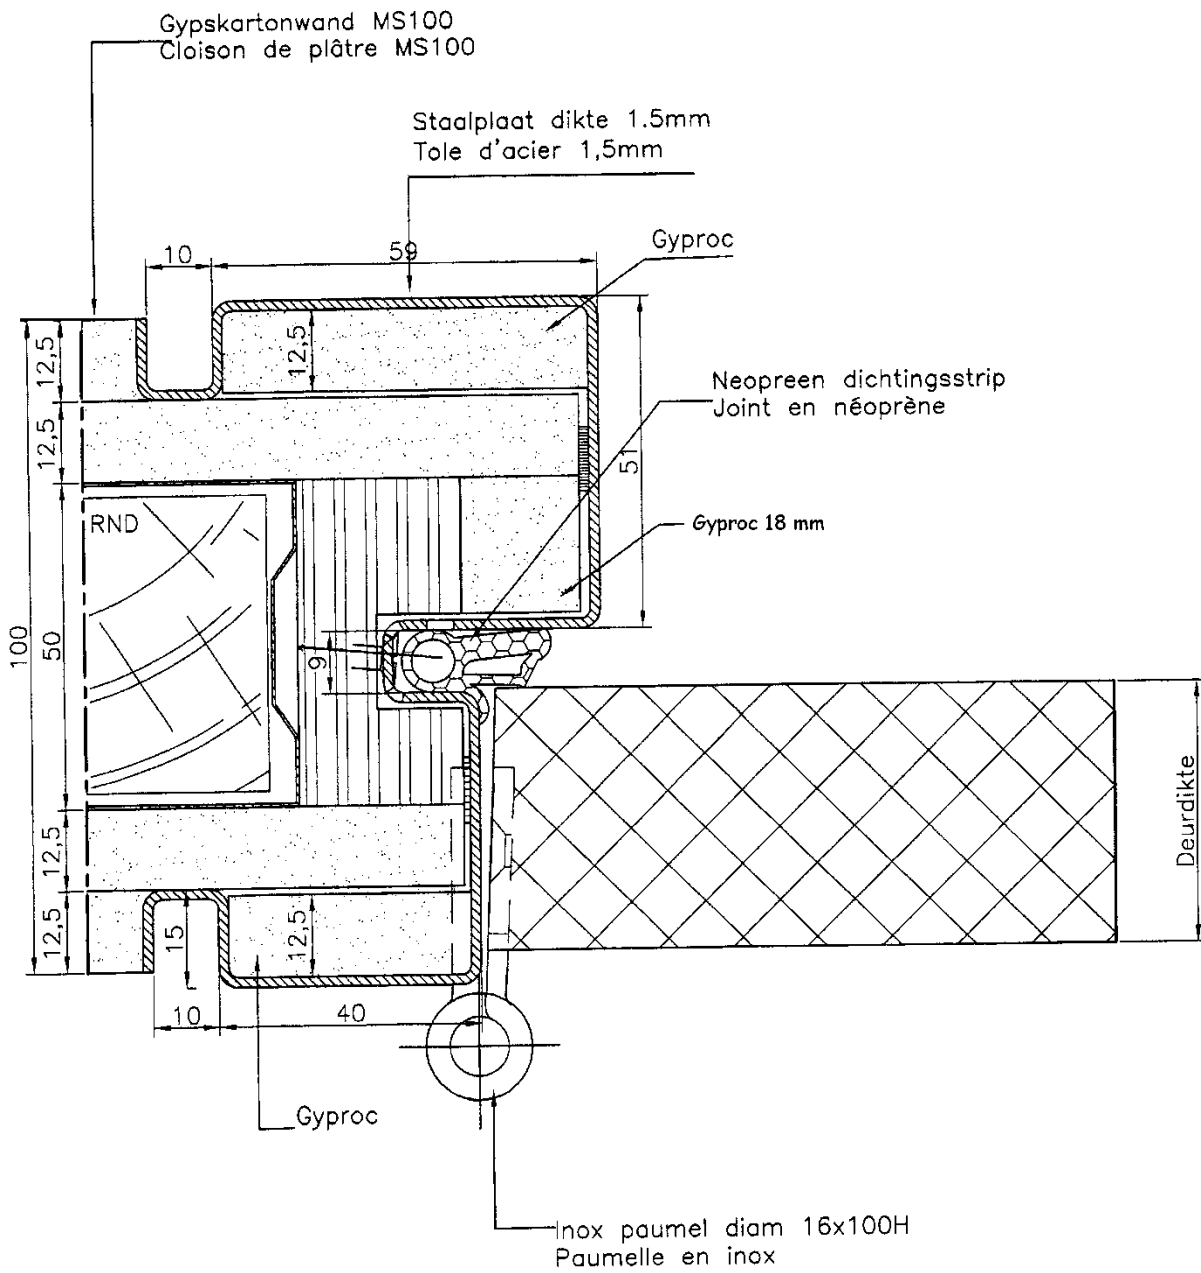 Gypskartonwand MS100
Cloison de plâtre MS100
Staalplaat dikte 1.5mm
Tole d'acier 1,5mm
Gyproc
10
59
12,5
12,5
12,5
51
Neopreen dichtingsstrip
Joint en néoprène
RND
Gyproc 18 mm
100
50
9
Deurdikte
12,5
12,5
15
12,5
10
40
Gyproc
Inox paumel diam 16x100H
Paumelle en inox